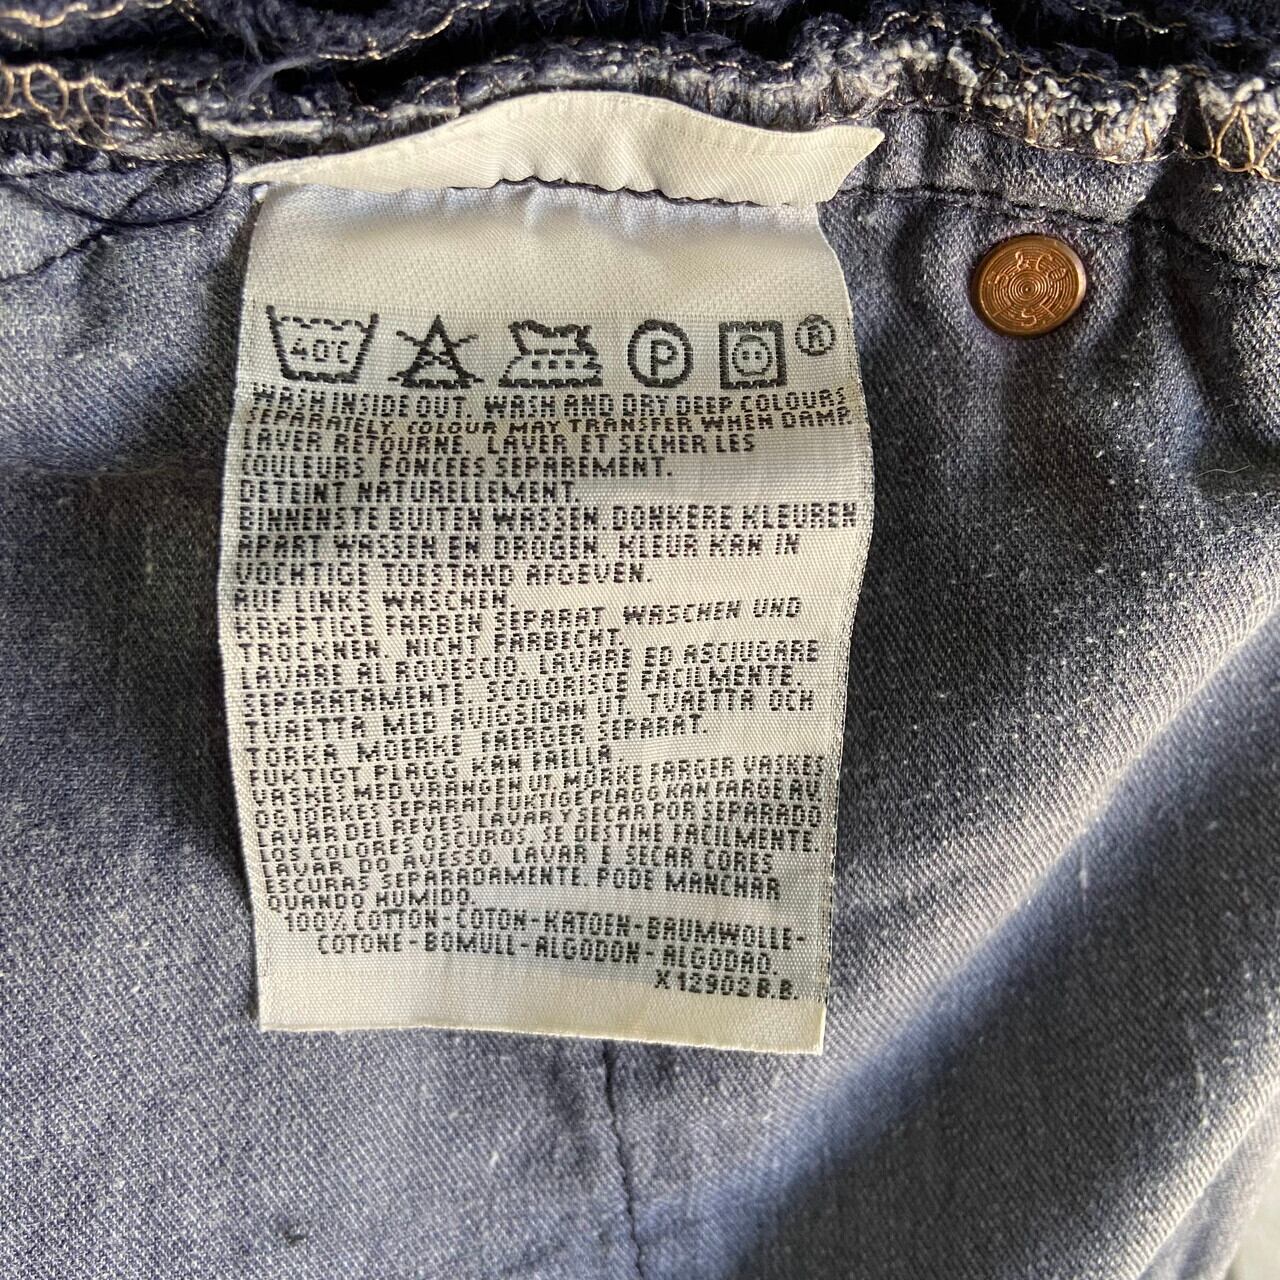 40C P ®
WASH INSIDE OUT. WASH AND DRY DEEP COLOURS
SEPARATELY. COLOUR MAY TRANSFER WHEN DAMP.
LAVER RETOURNE. LAVER ET SECHER LES
COULEURS FONCEES SEPAREMENT.
DETEINT NATURELLEMENT.
BINNENSTE BUITEN WASSEN. DONKERE KLEUREN
APART WASSEN EN DROGEN. KLEUR KAN IN
VOCHTIGE TOESTAND AFGEVEN.
AUF LINKS WASCHEN.
KRAFTIGE FARBEN SEPARAT WASCHEN UND
TROCKNEN. NICHT FARBECHT.
LAVARE AL ROVESCIO. LAVARE ED ASCIUGARE
SEPARATAMENTE. SCOLORISCE FACILMENTE.
TVAETTA MED AVIGSIDAN UT. TVAETTA OCH
TORKA MOERKE FAERGER SEPARAT.
FUKTIGT PLAGG KAN FAELLA
VASKES MED VRANGEN UT. MÖRKE FARGER VASKES
OG TORKES SEPARAT. FUKTIGE PLAGG KAN FARGE AV
LAVAR DEL REVES. LAVAR Y SECAR POR SEPARADO
LOS COLORES OSCUROS. SE DESTINE FACILMENTE.
LAVAR DO AVESSO. LAVAR E SECAR CORES
ESCURAS SEPARADAMENTE. PODE MANCHAR
QUANDO HUMIDO.
100% COTTON-COTON-KATOEN-BAUMWOLLE-
COTONE-BOMULL-ALGODON-ALGODAO.
X12902 B.B.